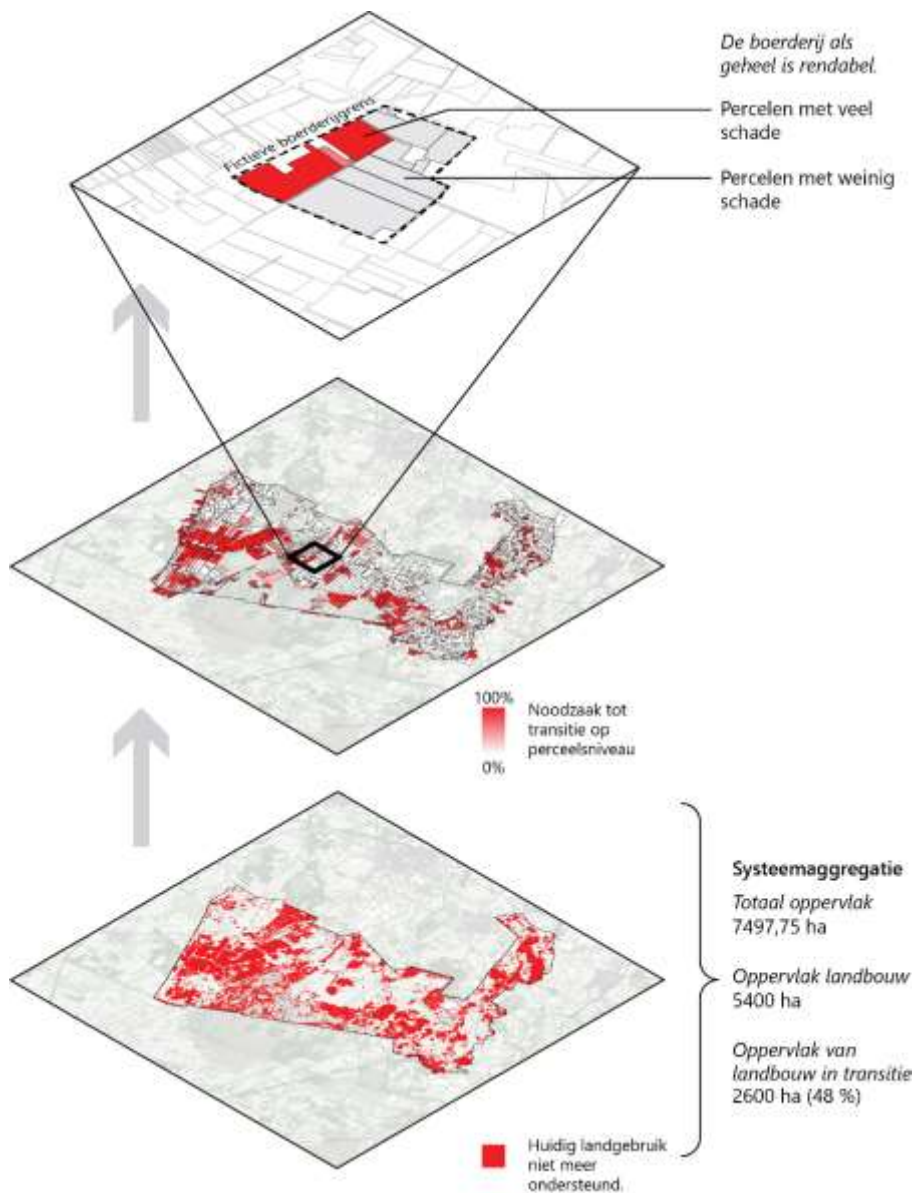 De boerderij als
geheel is rendabel.
Percelen met veel
schade
Fictieve boerderijgrens
Percelen met weinig
schade
100%
Noodzaak tot
transitie op
perceelsniveau
0%
Systeemaggregatie
Totaal oppervlak
7497,75 ha
Oppervlak landbouw
5400 ha
Oppervlak van
landbouw in transitie
2600 ha (48 %)
Huidig landgebruik
niet meer
ondersteund.